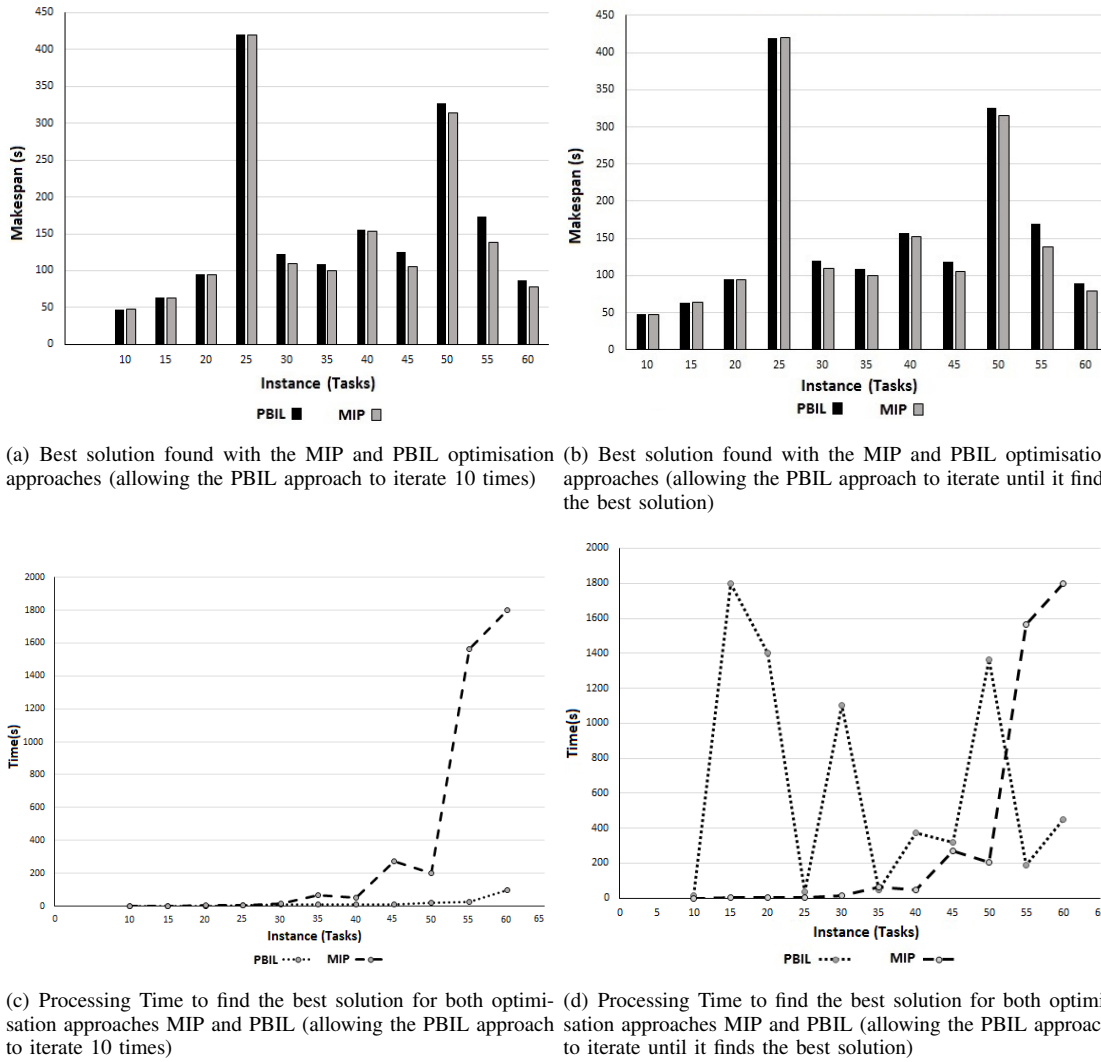 450
400
350
300
250
200
150
100
50
0
Makespan (s)
10 15 20 25 30 35 40 45 50 55 60
Instance (Tasks)
PBIL MIP
(a) Best solution found with the MIP and PBIL optimisation
approaches (allowing the PBIL approach to iterate 10 times)
450
400
350
300
250
200
150
100
50
0
Makespan (s)
10 15 20 25 30 35 40 45 50 55 60
Instance (Tasks)
PBIL MIP
(b) Best solution found with the MIP and PBIL optimisation
approaches (allowing the PBIL approach to iterate until it find
the best solution)
2000
1800
1600
1400
1200
1000
800
600
400
200
0
Time(s)
0 10 15 20 25 30 35 40 45 50 55 60 65
Instance (Tasks)
PBIL MIP
(c) Processing Time to find the best solution for both optimi-
sation approaches MIP and PBIL (allowing the PBIL approach
to iterate 10 times)
2000
1800
1600
1400
1200
1000
800
600
400
200
0
Time(s)
0 5 10 15 20 25 30 35 40 45 50 55 60 6
Instance (Tasks)
PBIL MIP
(d) Processing Time to find the best solution for both optimi
sation approaches MIP and PBIL (allowing the PBIL approac
to iterate until it finds the best solution)